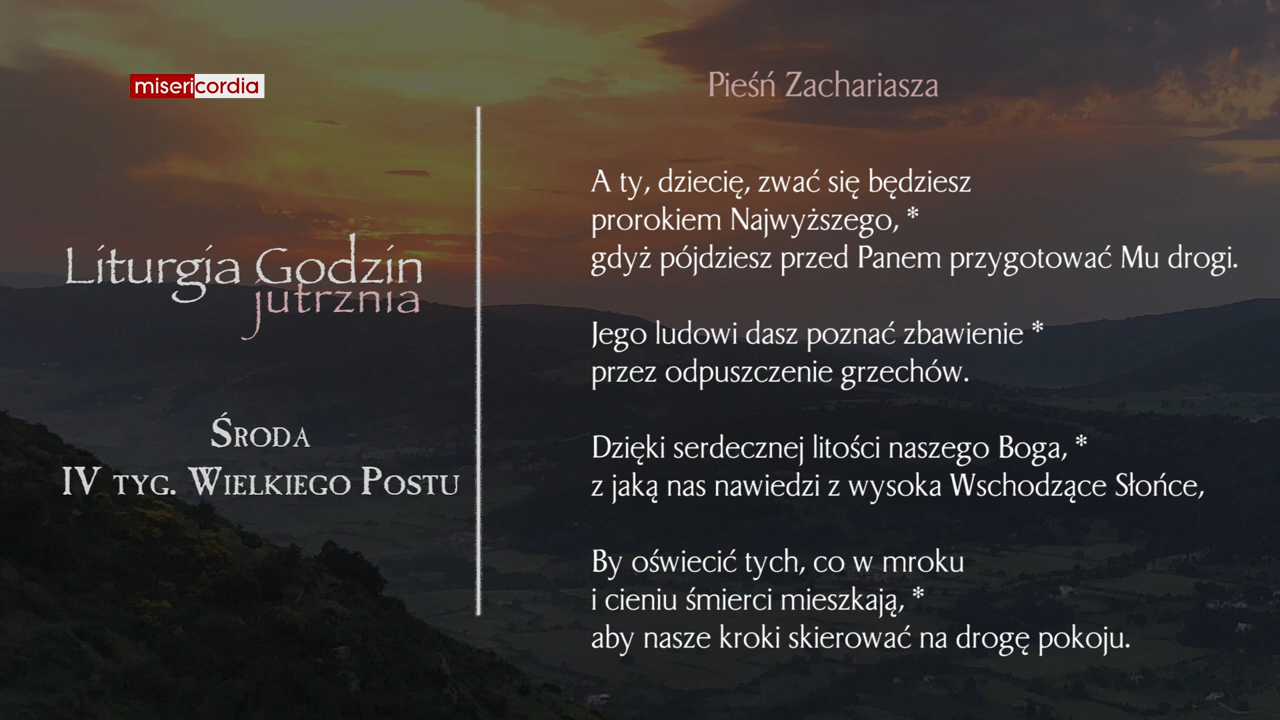 misericordia
Liturgia Godzin
jutrznia
Środa
IV tyg. Wielkiego Postu
Pieśń Zachariasza
A ty, dziecię, zwać się będziesz
prorokiem Najwyższego, *
gdyż pójdziesz przed Panem przygotować Mu drogi.
Jego ludowi dasz poznać zbawienie *
przez odpuszczenie grzechów.
Dzięki serdecznej litości naszego Boga, *
z jaką nas nawiedzi z wysoka Wschodzące Słońce,
By oświecić tych, co w mroku
i cieniu śmierci mieszkają, *
aby nasze kroki skierować na drogę pokoju.